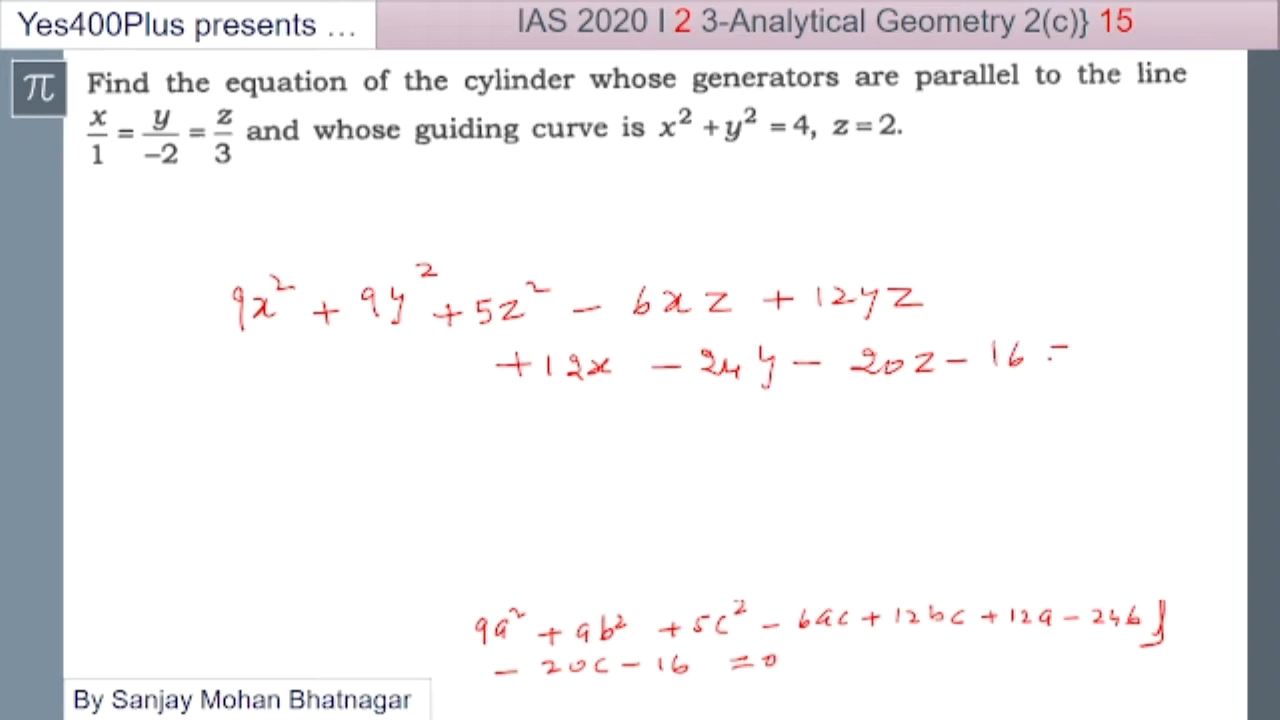 Yes400Plus presents ...
IAS 2020 I 2 3-Analytical Geometry 2(c)} 15
π
Find the equation of the cylinder whose generators are parallel to the line
x/1 = y/-2 = z/3 and whose guiding curve is x² + y² = 4, z = 2.
9x² + 9y² + 5z² - 6xz + 12yz
+12x - 24y - 20z - 16 =
9a² + 9b² + 5c² - 6ac + 12bc + 12a - 24b
- 20c - 16 = 0
By Sanjay Mohan Bhatnagar